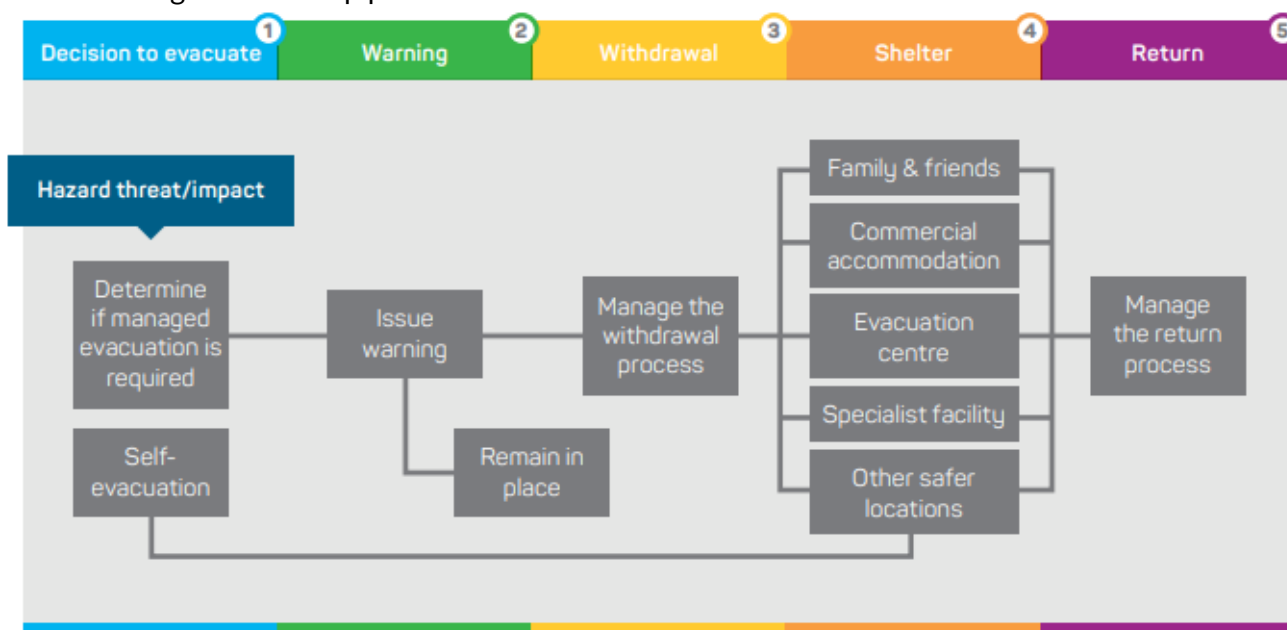 Decision to evacuate 1
Warning 2
Withdrawal 3
Shelter 4
Return 5
Hazard threat/impact
Determine
if managed
evacuation is
required
Self-
evacuation
Issue
warning
Remain in
place
Manage the
withdrawal
process
Family & friends
Commercial
accommodation
Evacuation
centre
Specialist facility
Other safer
locations
Manage
the return
process